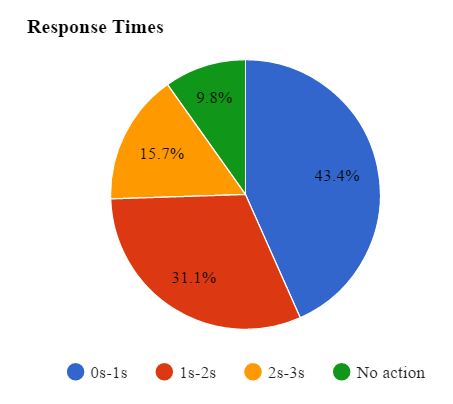 Response Times
9.8%
15.7%
43.4%
31.1%
0s-1s 1s-2s 2s-3s No action